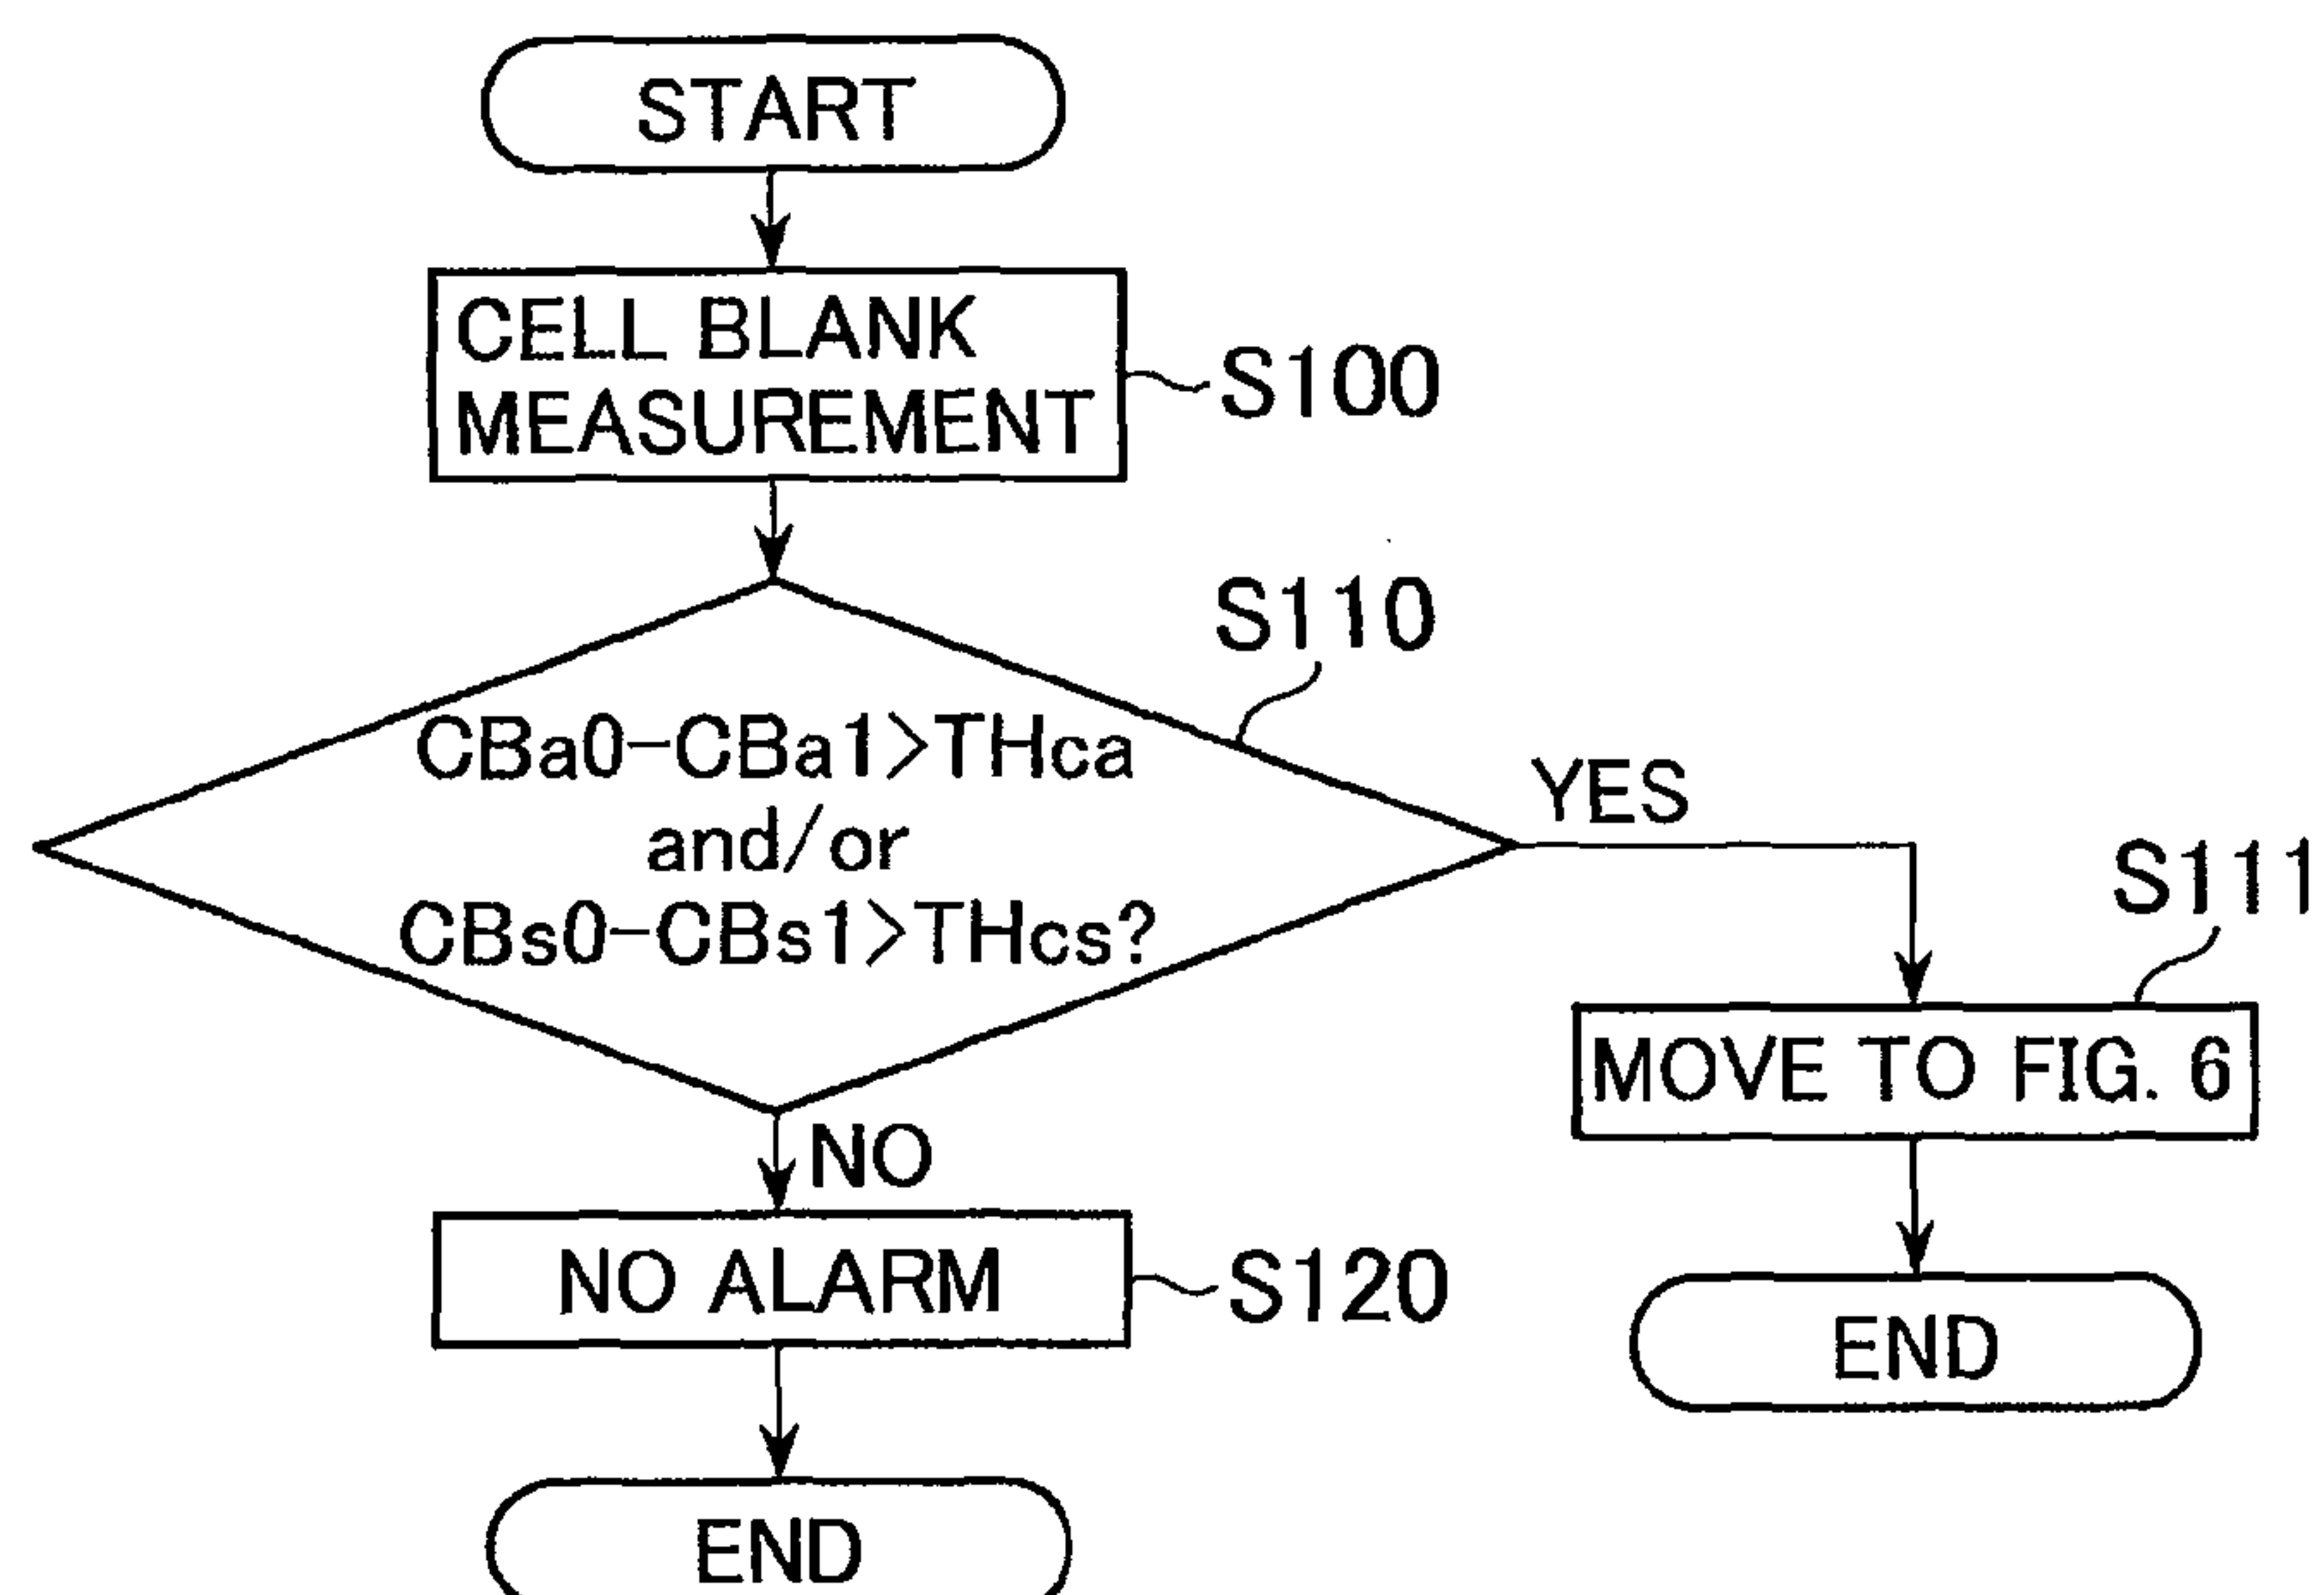 START
CELL BLANK
MEASUREMENT
S100
S110
CBa0-CBa1>THca
and/or
CBs0-CBs1>THcs?
YES
S111
MOVE TO FIG. 6
END
NO
NO ALARM
S120
END